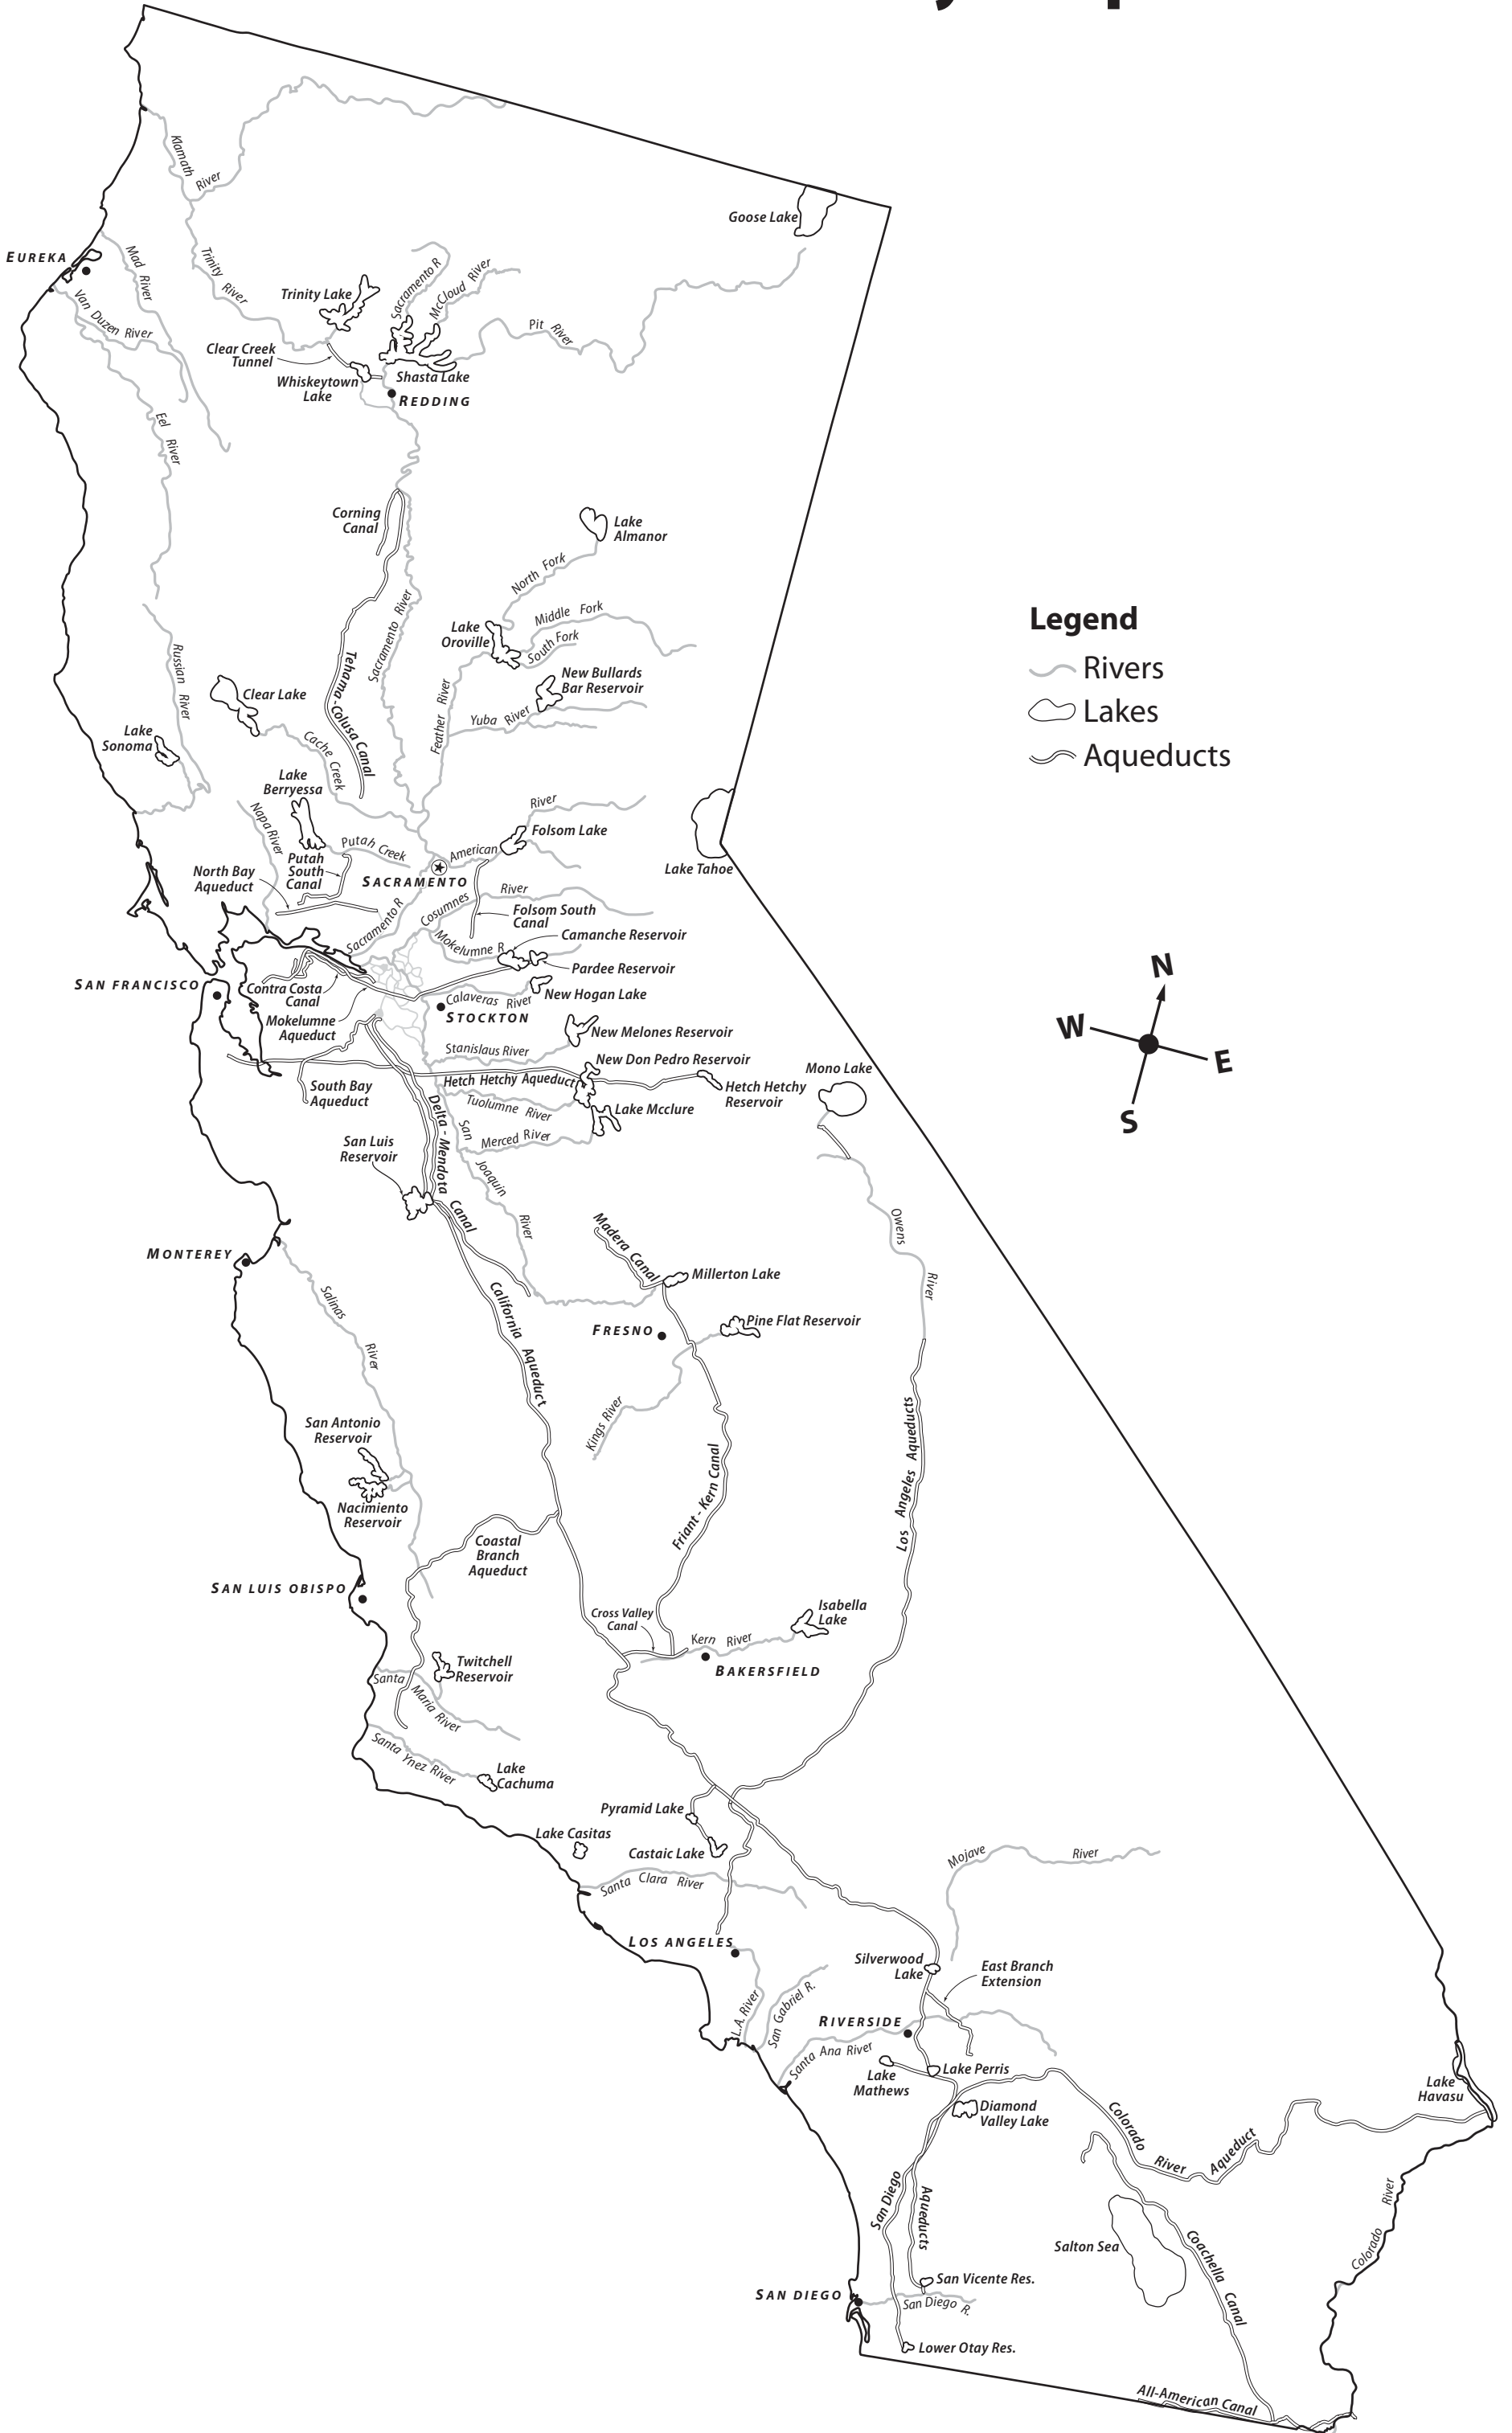 Klamath
River
Goose Lake
EUREKA
Mad River
Van Duzen River
Trinity
River
Trinity Lake
Sacramento R
McCloud River
Pit River
Clear Creek
Tunnel
Whiskeytown
Lake
Shasta Lake
REDDING
Eel River
Corning
Canal
Lake
Almanor
North Fork
Middle Fork
South Fork
Lake
Oroville
Sacramento River
Tehama-Colusa Canal
Feather River
New Bullards
Bar Reservoir
Yuba River
Russian River
Clear Lake
Lake
Sonoma
Cache Creek
Lake
Berryessa
Napa River
Putah Creek
Putah
South
Canal
North Bay
Aqueduct
SACRAMENTO
American
River
Folsom Lake
Lake Tahoe
Legend
Rivers
Lakes
Aqueducts
N
W
E
S
Cosumnes
River
Folsom South
Canal
Sacramento R
Mokelumne R
Camanche Reservoir
Pardee Reservoir
SAN FRANCISCO
Contra Costa
Canal
Calaveras River
New Hogan Lake
Mokelumne
Aqueduct
STOCKTON
New Melones Reservoir
Stanislaus River
New Don Pedro Reservoir
Hetch Hetchy Aqueduct
Hetch Hetchy
Reservoir
Mono Lake
South Bay
Aqueduct
Tuolumne River
Lake Mcclure
Delta - Mendota
Canal
San
Joaquin
River
Merced River
San Luis
Reservoir
Owens
River
MONTEREY
Madera Canal
Millerton Lake
Salinas
River
California Aqueduct
FRESNO
Pine Flat Reservoir
Kings River
San Antonio
Reservoir
Nacimiento
Reservoir
Friant - Kern Canal
Los Angeles Aqueducts
Coastal
Branch
Aqueduct
SAN LUIS OBISPO
Cross Valley
Canal
Kern River
Isabella
Lake
BAKERSFIELD
Twitchell
Reservoir
Santa
Maria River
Santa Ynez River
Lake
Cachuma
Pyramid Lake
Lake Casitas
Castaic Lake
Santa Clara River
Mojave
River
LOS ANGELES
Silverwood
Lake
East Branch
Extension
L.A. River
San Gabriel R.
RIVERSIDE
Santa Ana River
Lake
Mathews
Lake Perris
Diamond
Valley Lake
Lake
Havasu
Colorado
River
Aqueduct
San Diego
Aqueducts
Salton Sea
Coachella Canal
Colorado
River
San Vicente Res.
SAN DIEGO
San Diego R.
Lower Otay Res.
All-American Canal